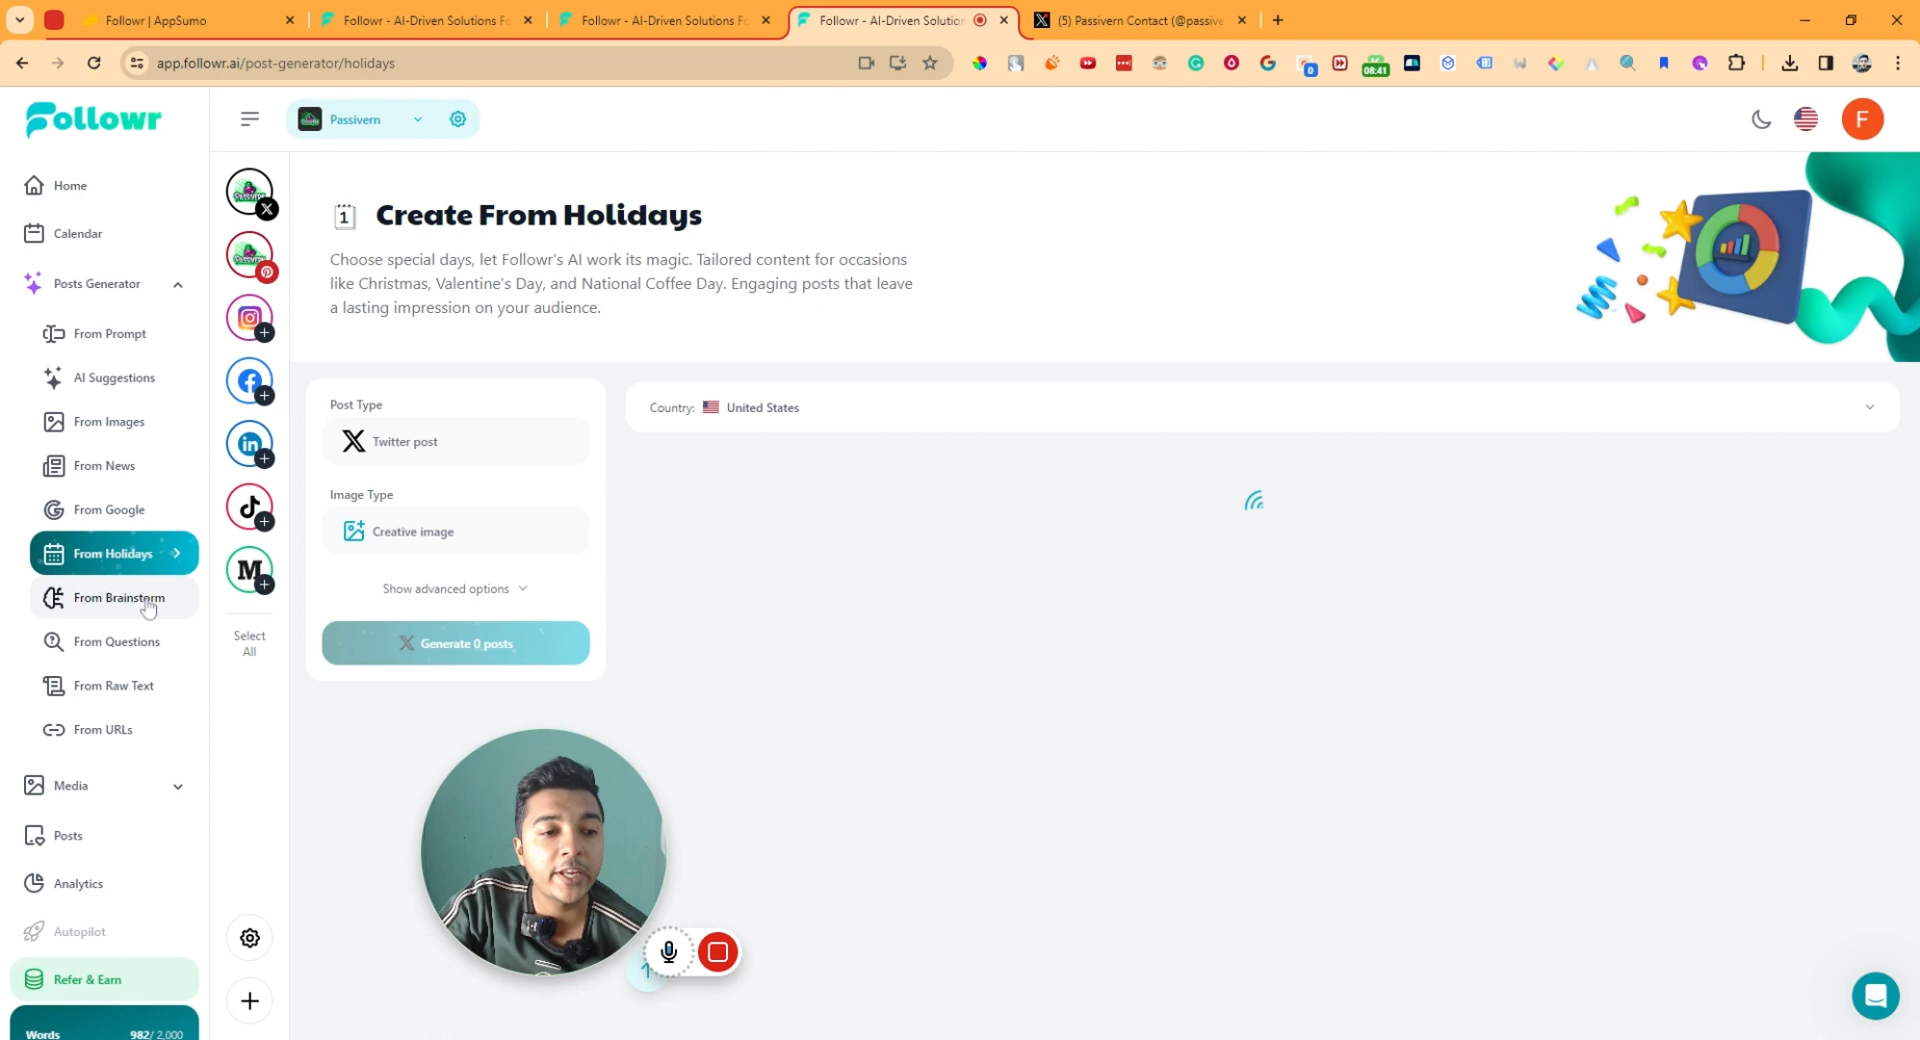 Followr | AppSumo
Followr - AI-Driven Solutions Fo
Followr - AI-Driven Solutions Fo
Followr - AI-Driven Solution
(5) Passivern Contact (@passive
app.followr.ai/post-generator/holidays
0
08:41
Followr
Passivern
F
Home
Calendar
Posts Generator
From Prompt
AI Suggestions
From Images
From News
From Google
From Holidays
From Brainstorm
From Questions
From Raw Text
From URLs
Media
Posts
Analytics
Autopilot
Refer & Earn
Words 982/ 2,000
Select
All
1 Create From Holidays
Choose special days, let Followr's AI work its magic. Tailored content for occasions
like Christmas, Valentine's Day, and National Coffee Day. Engaging posts that leave
a lasting impression on your audience.
Post Type
Twitter post
Image Type
Creative image
Show advanced options
Generate 0 posts
Country: United States